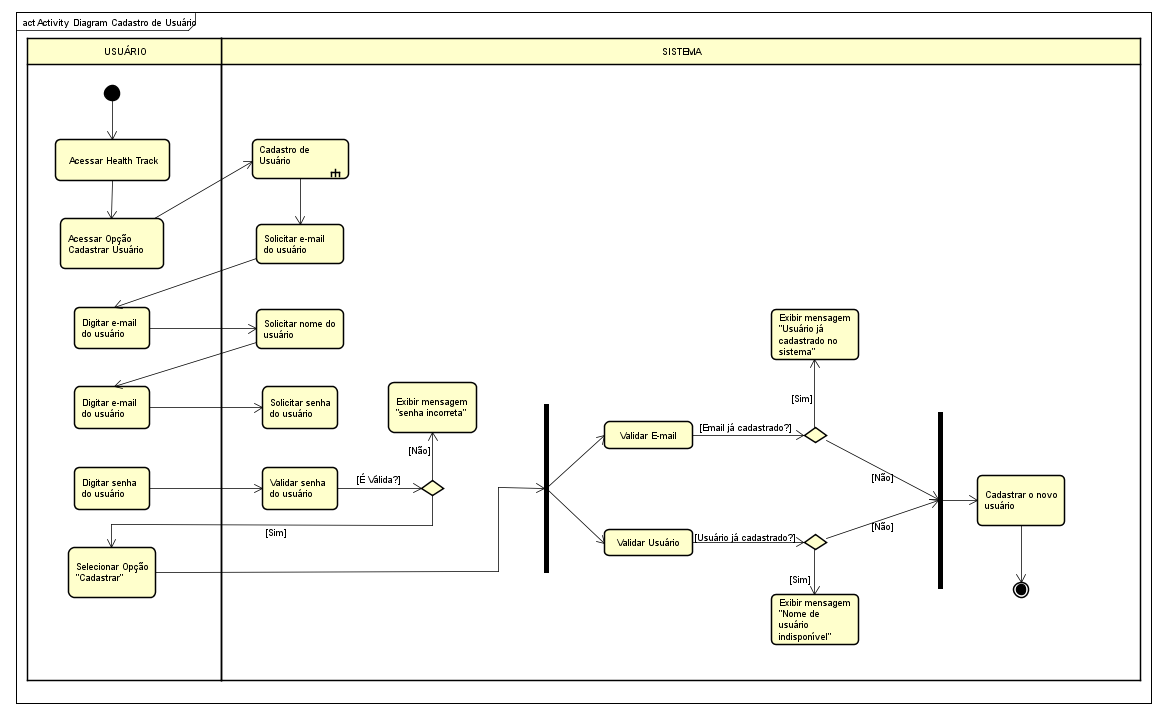 act Activity Diagram Cadastro de Usuário
USUÁRIO
SISTEMA
Acessar Health Track
Cadastro de
Usuário
Acessar Opção
Cadastrar Usuário
Solicitar e-mail
do usuário
Digitar e-mail
do usuário
Solicitar nome do
usuário
Digitar e-mail
do usuário
Solicitar senha
do usuário
Exibir mensagem
"senha incorreta"
[Não]
Digitar senha
do usuário
Validar senha
do usuário
[É Válida?]
[Sim]
Selecionar Opção
"Cadastrar"
Exibir mensagem
"Usuário já
cadastrado no
sistema"
[Sim]
Validar E-mail
[Email já cadastrado?]
[Não]
Validar Usuário
[Usuário já cadastrado?]
[Não]
[Sim]
Exibir mensagem
"Nome de
usuário
indisponível"
Cadastrar o novo
usuário